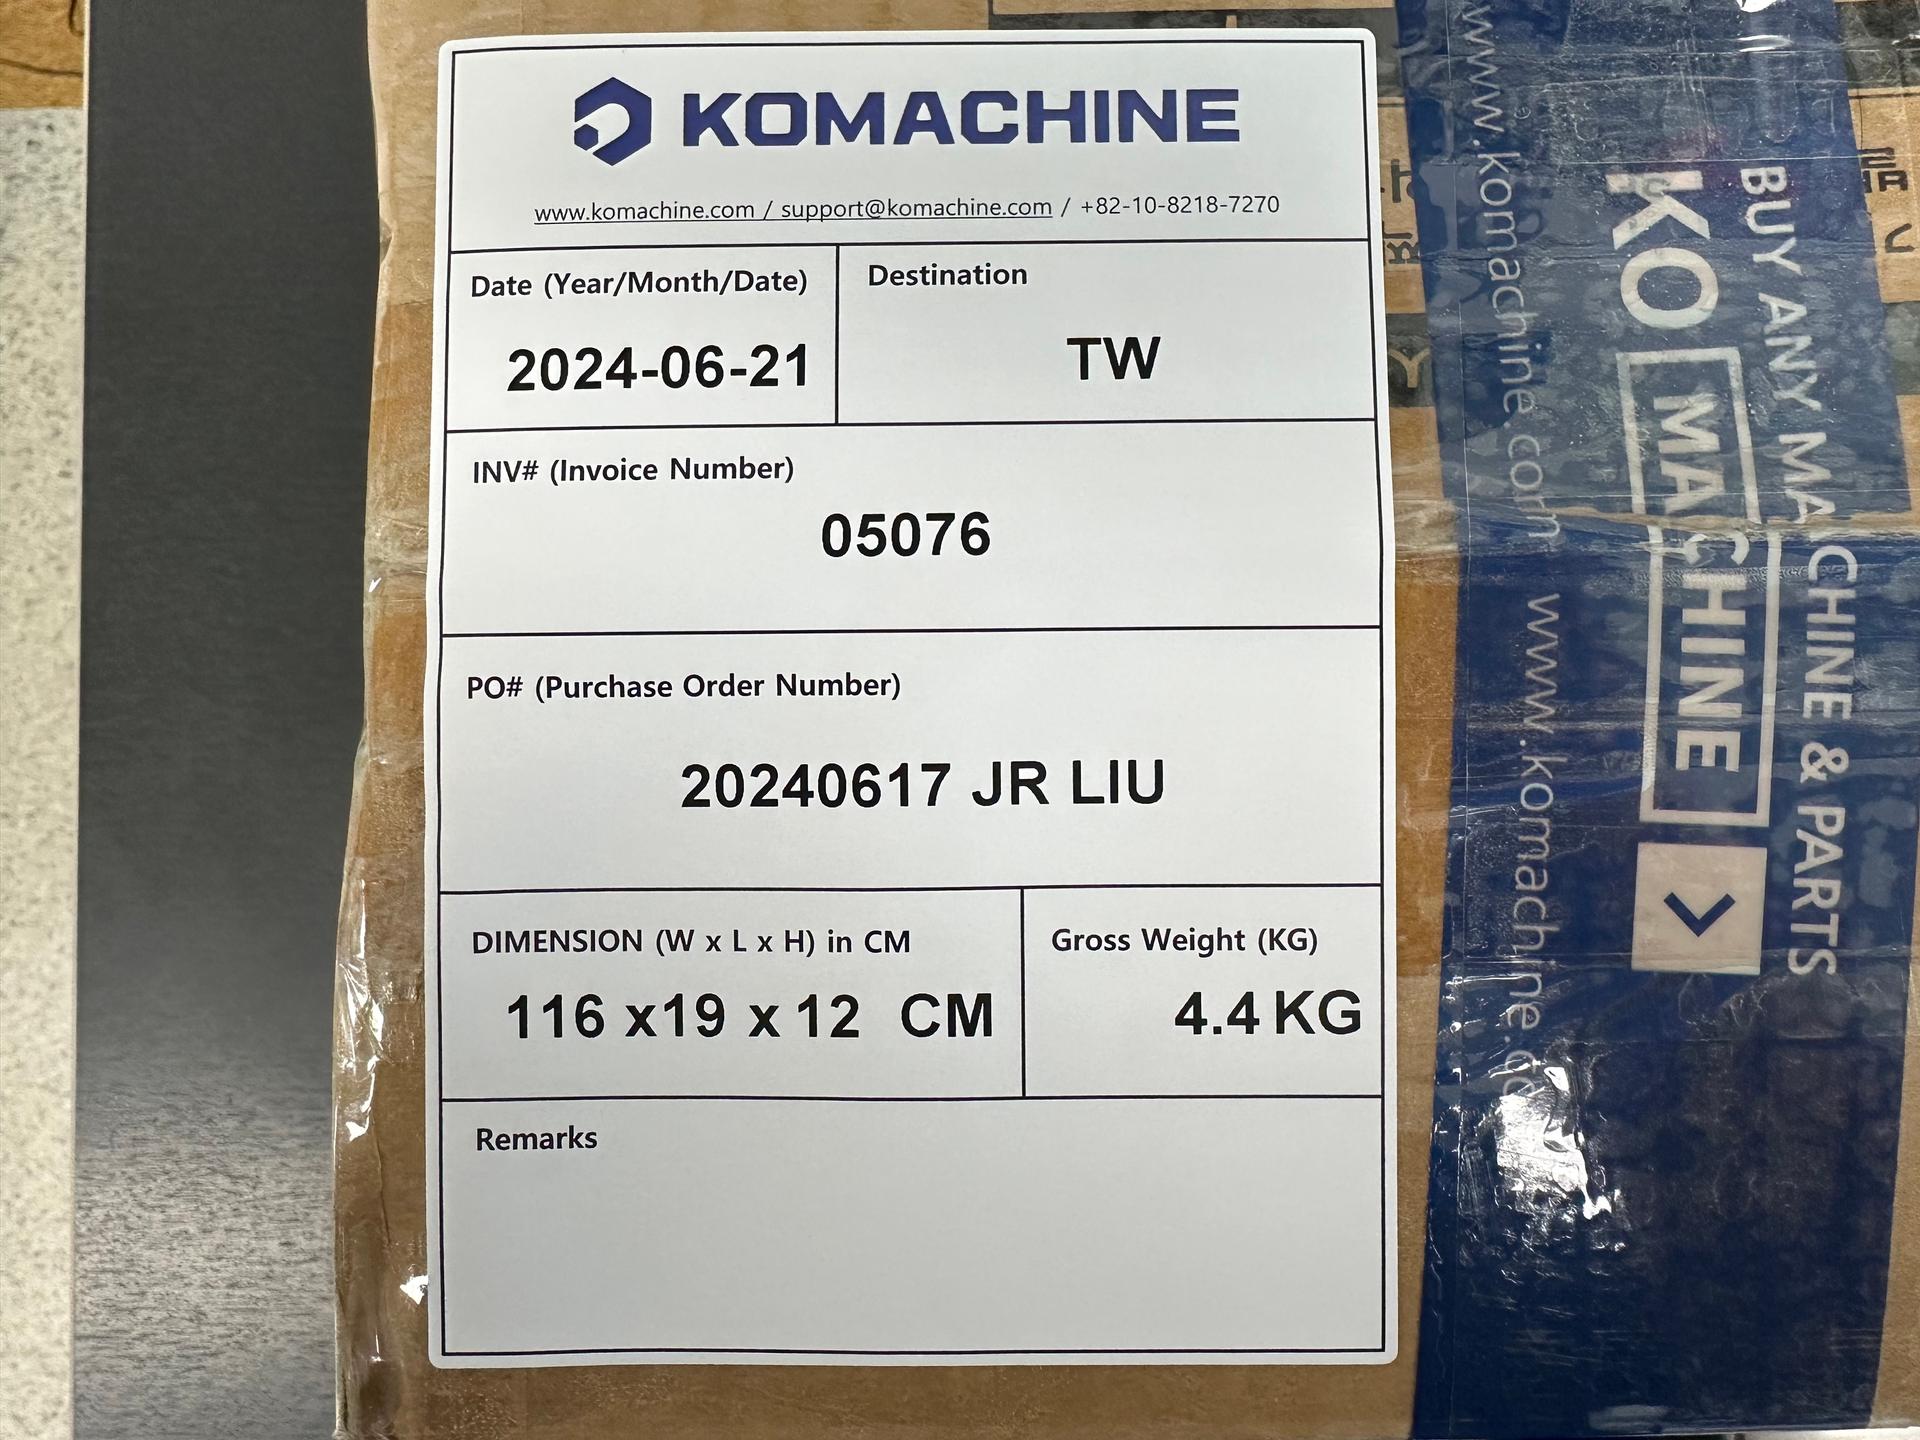 KOMACHINE
www.komachine.com / support@komachine.com / +82-10-8218-7270
Date (Year/Month/Date)
2024-06-21
Destination
TW
INV# (Invoice Number)
05076
PO# (Purchase Order Number)
20240617 JR LIU
DIMENSION (W x L x H) in CM
116 x19 x 12 CM
Gross Weight (KG)
4.4 KG
Remarks
BUY ANY MACHINE & PARTS
KOMACHINE
www.komachine.com www.komachine.co